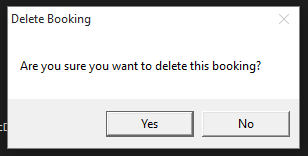 Delete Booking
Are you sure you want to delete this booking?
Yes
No